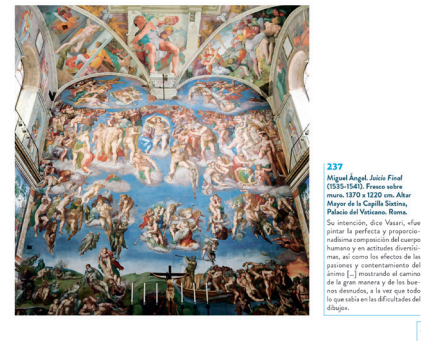 237
Miguel Ángel. Juicio Final
(1535-1541). Fresco sobre
muro. 1370 x 1220 cm. Altar
Mayor de la Capilla Sixtina,
Palacio del Vaticano. Roma.
Su intención, dice Vasari, «fue
pintar la perfecta y proporcio-
nadísima composición del cuerpo
humano y en actitudes diversísi-
mas, así como los efectos de las
pasiones y contentamiento del
ánimo [...] mostrando el camino
de la gran manera y de los bue-
nos desnudos, a la vez que todo
lo que sabía en las dificultades del
dibujo».